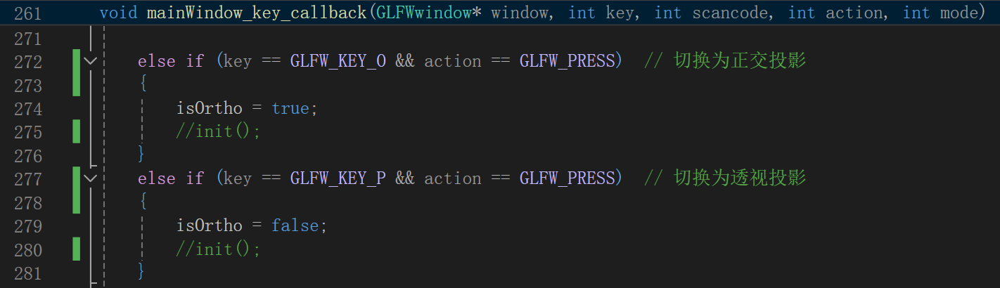 261 void mainWindow_key_callback(GLFWwindow* window, int key, int scancode, int action, int mode)
271
272 else if (key == GLFW_KEY_O && action == GLFW_PRESS) // 切换为正交投影
273 {
274 isOrtho = true;
275 //init();
276 }
277 else if (key == GLFW_KEY_P && action == GLFW_PRESS) // 切换为透视投影
278 {
279 isOrtho = false;
280 //init();
281 }